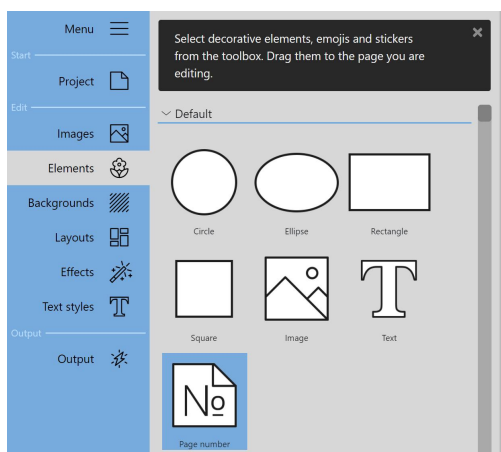 Menu
Start
Project
Edit
Images
Elements
Backgrounds
Layouts
Effects
Text styles
Output
Output
Select decorative elements, emojis and stickers
from the toolbox. Drag them to the page you are
editing.
Default
Circle
Ellipse
Rectangle
Square
Image
T
Text
№
Page number